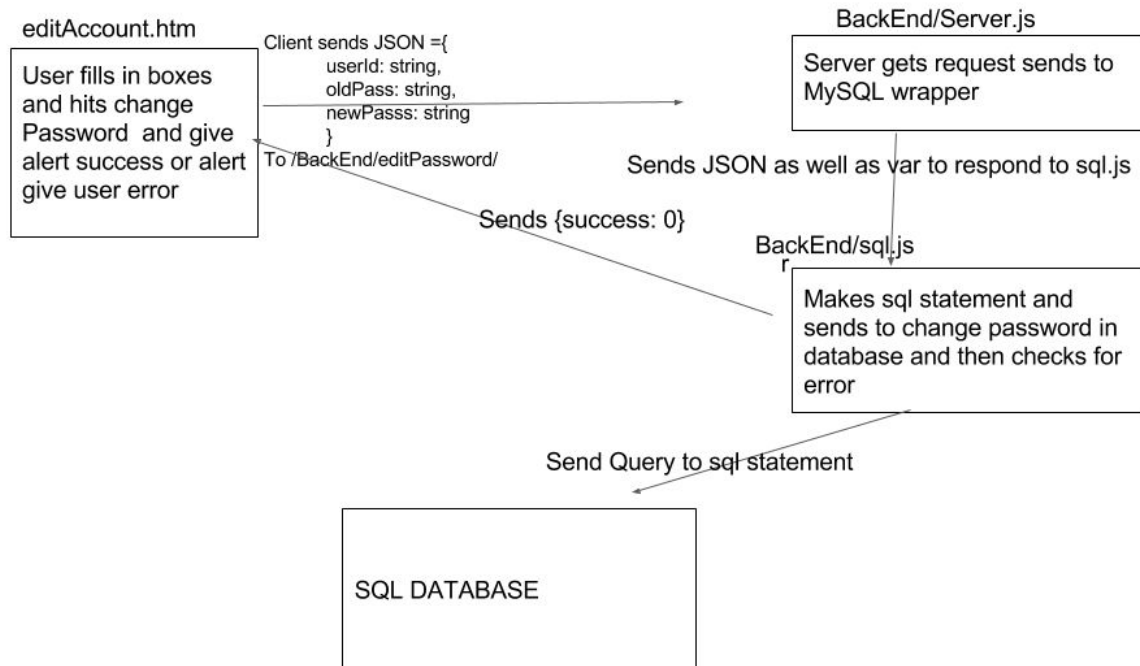 editAccount.htm
User fills in boxes
and hits change
Password and give
alert success or alert
give user error
Client sends JSON ={
userId: string,
oldPass: string,
newPasss: string
}
To /BackEnd/editPassword/
BackEnd/Server.js
Server gets request sends to
MySQL wrapper
Sends JSON as well as var to respond to sql.js
Sends {success: 0}
BackEnd/sql.js
r
Makes sql statement and
sends to change password in
database and then checks for
error
Send Query to sql statement
SQL DATABASE